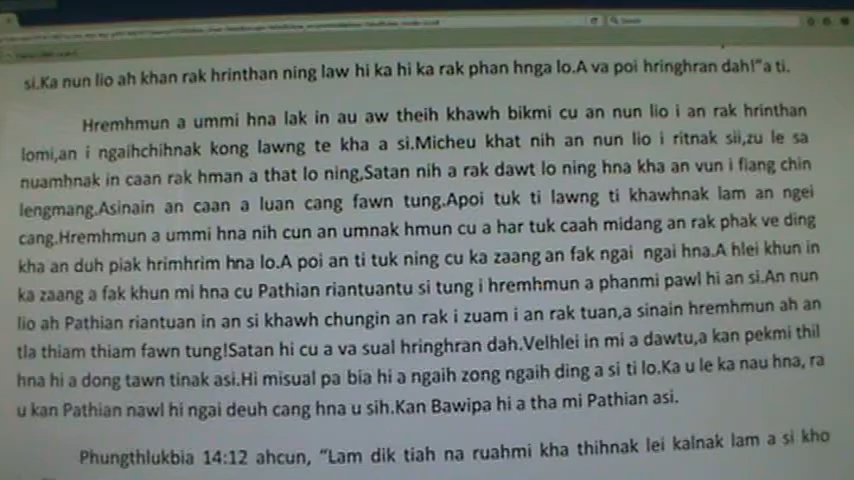 si.Ka nun lio ah khan rak hrinthan ning law hi ka hi ka rak phan hnga lo.A va poi hringhran dah!"a ti.
Hremhmun a ummi hna lak in au aw theih khawh bikmi cu an nun lio i an rak hrinthan
lomi,an i ngaihchihnak kong lawng te kha a si.Micheu khat nih an nun lio i ritnak sii,zu le sa
nuamhnak in caan rak hman a that lo ning,Satan nih a rak dawt lo ning hna kha an vun i fiang chin
lengmang.Asinain an caan a luan cang fawn tung.Apoi tuk ti lawng ti khawhnak lam an ngei
cang.Hremhmun a ummi hna nih cun an umnak hmun cu a har tuk caah midang an rak phak ve ding
kha an duh piak hrimhrim hna lo.A poi an ti tuk ning cu ka zaang an fak ngai ngai hna.A hlei khun in
ka zaang a fak khun mi hna cu Pathian riantuantu si tung i hremhmun a phanmi pawl hi an si.An nun
lio ah Pathian riantuan in an si khawh chungin an rak i zuam i an rak tuan,a sinain hremhmun ah an
tla thiam thiam fawn tung!Satan hi cu a va sual hringhran dah.Velhlei in mi a dawtu,a kan pekmi thil
hna hi a dong tawn tinak asi.Hi misual pa bia hi a ngaih zong ngaih ding a si ti lo.Ka u le ka nau hna, ra
u kan Pathian nawl hi ngai deuh cang hna u sih.Kan Bawipa hi a tha mi Pathian asi.
Phungthlukbia 14:12 ahcun, "Lam dik tiah na ruahmi kha thihnak lei kalnak lam a si kho